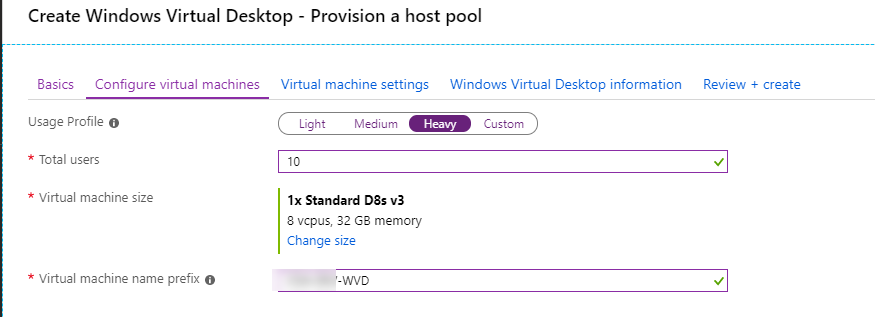 Create Windows Virtual Desktop - Provision a host pool
Basics Configure virtual machines Virtual machine settings Windows Virtual Desktop information Review + create
Usage Profile Light Medium Heavy Custom
* Total users 10
* Virtual machine size 1x Standard D8s v3
8 vcpus, 32 GB memory
Change size
* Virtual machine name prefix -WVD